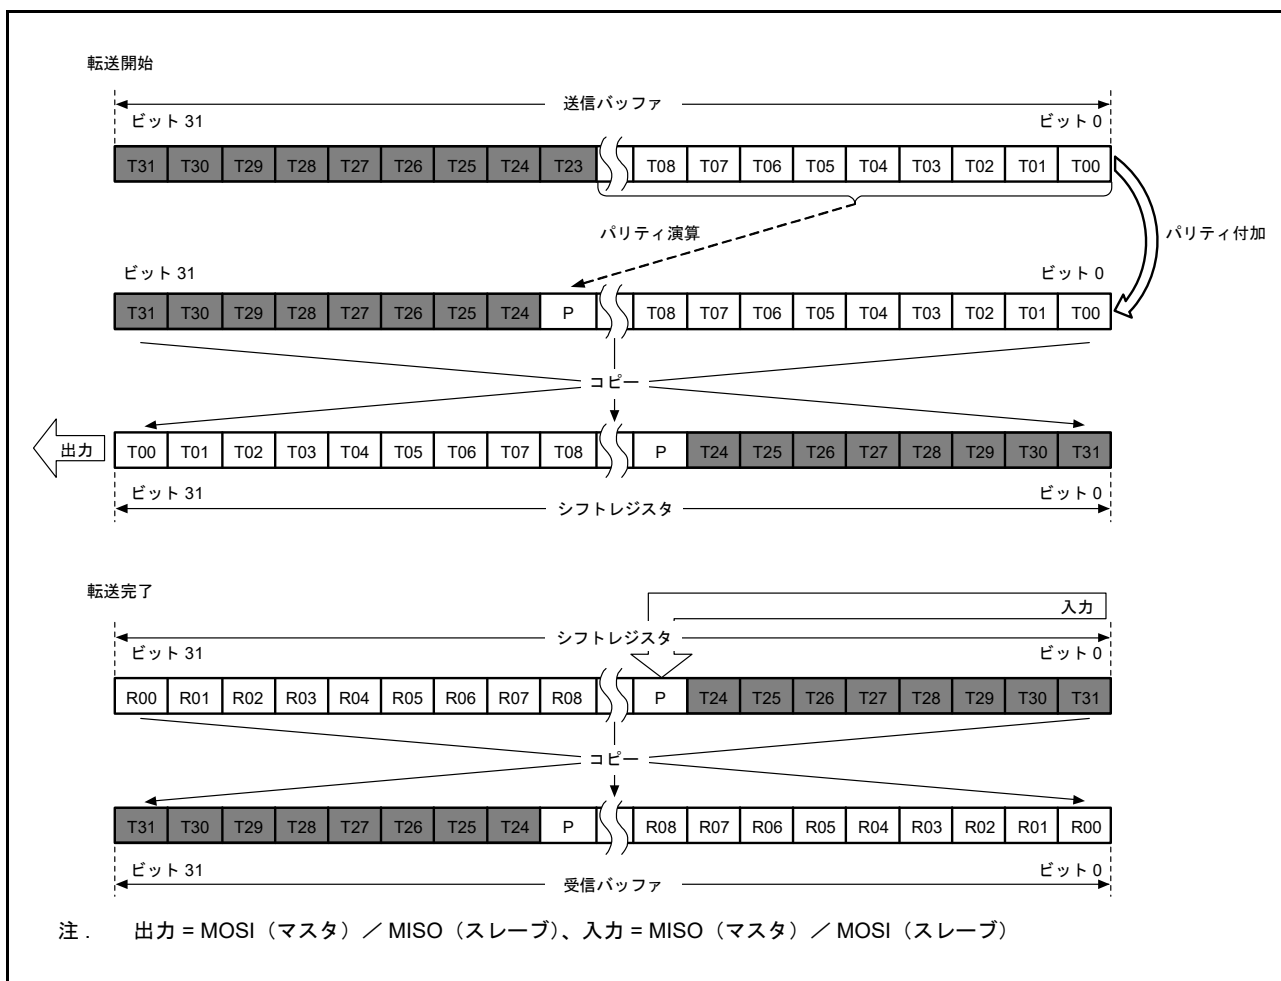 転送開始
送信バッファ
ビット 31 ビット 0
T31 T30 T29 T28 T27 T26 T25 T24 T23 T08 T07 T06 T05 T04 T03 T02 T01 T00
パリティ演算 パリティ付加
ビット 31 ビット 0
T31 T30 T29 T28 T27 T26 T25 T24 P T08 T07 T06 T05 T04 T03 T02 T01 T00
コピー
出力 T00 T01 T02 T03 T04 T05 T06 T07 T08 P T24 T25 T26 T27 T28 T29 T30 T31
ビット 31 ビット 0
シフトレジスタ
転送完了
入力
シフトレジスタ
ビット 31 ビット 0
R00 R01 R02 R03 R04 R05 R06 R07 R08 P T24 T25 T26 T27 T28 T29 T30 T31
コピー
T31 T30 T29 T28 T27 T26 T25 T24 P R08 R07 R06 R05 R04 R03 R02 R01 R00
ビット 31 ビット 0
受信バッファ
注 . 出力 = MOSI（マスタ）／ MISO（スレーブ）、入力 = MISO（マスタ）／ MOSI（スレーブ）